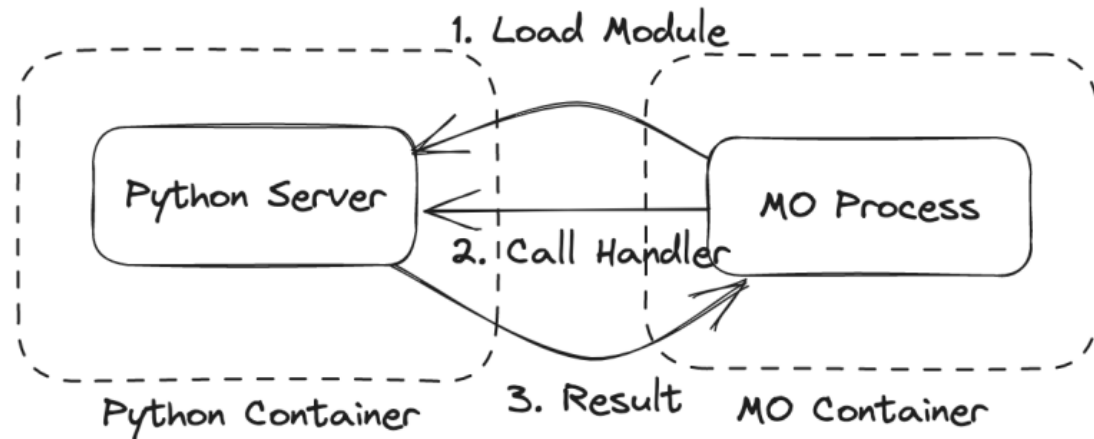 1. Load Module
Python Server
MO Process
2. Call Handler
3. Result
Python Container
MO Container